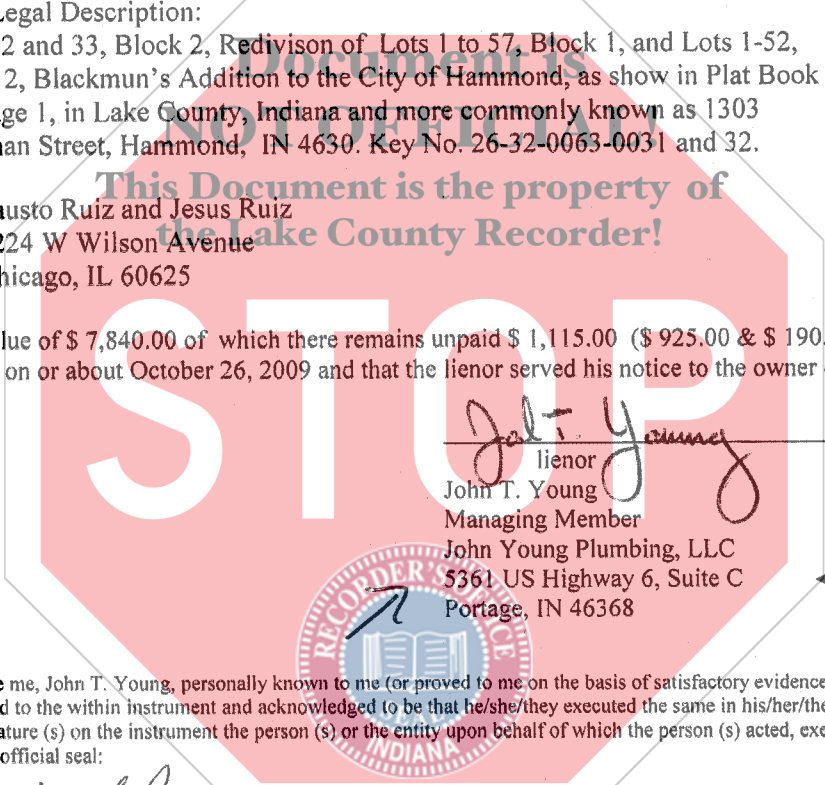 Legal Description:
2 and 33, Block 2, Redivison of Lots 1 to 57, Block 1, and Lots 1-52,
2, Blackmun's Addition to the City of Hammond, as show in Plat Book
ge 1, in Lake County, Indiana and more commonly known as 1303
an Street, Hammond, IN 4630. Key No. 26-32-0063-0031 and 32.
Document is
NOT OFFICIAL!
This Document is the property of
the Lake County Recorder!
usto Ruiz and Jesus Ruiz
224 W Wilson Avenue
hicago, IL 60625
STOP
lue of $ 7,840.00 of which there remains unpaid $ 1,115.00 ($ 925.00 & $ 190.
on or about October 26, 2009 and that the lienor served his notice to the owner
lienor
John T. Young
Managing Member
John Young Plumbing, LLC
5361 US Highway 6, Suite C
Portage, IN 46368
RECORDER'S OFFICE
SEAL
INDIANA
e me, John T. Young, personally known to me (or proved to me on the basis of satisfactory evidence
d to the within instrument and acknowledged to be that he/she/they executed the same in his/her/the
ature (s) on the instrument the person (s) or the entity upon behalf of which the person (s) acted, exe
official seal: